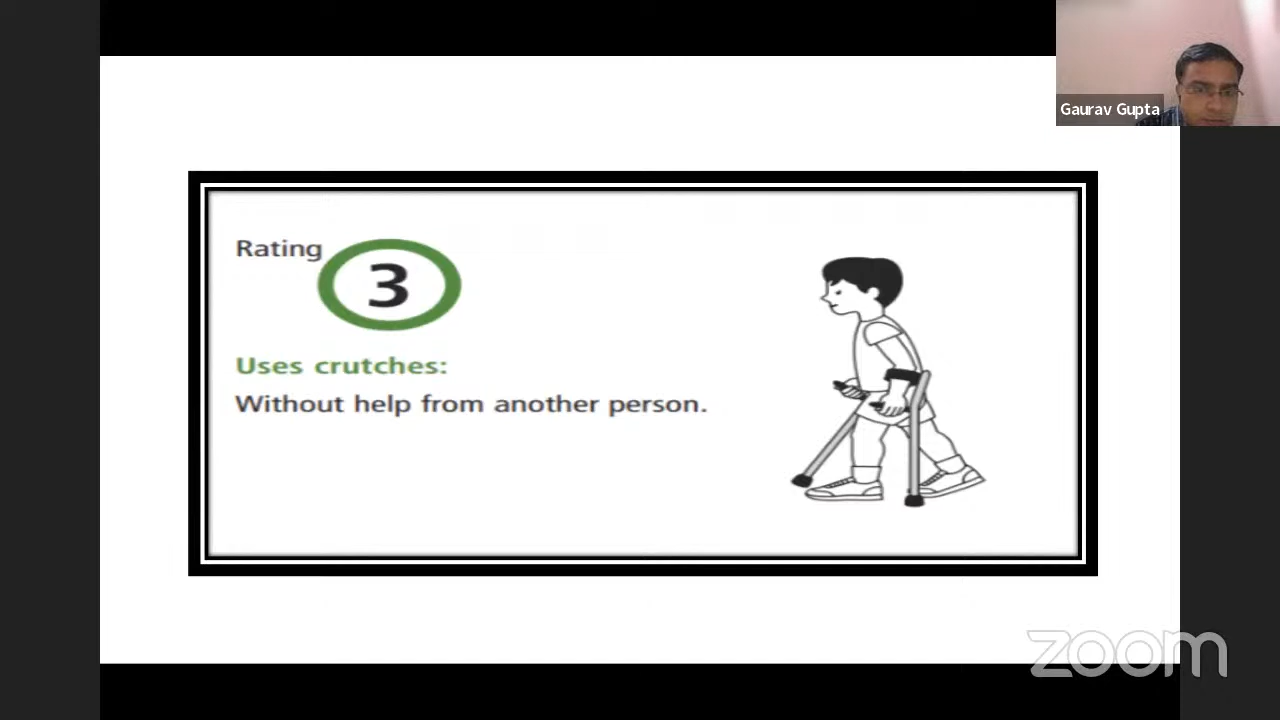 Gaurav Gupta
Rating
3
Uses crutches:
Without help from another person.
zoom